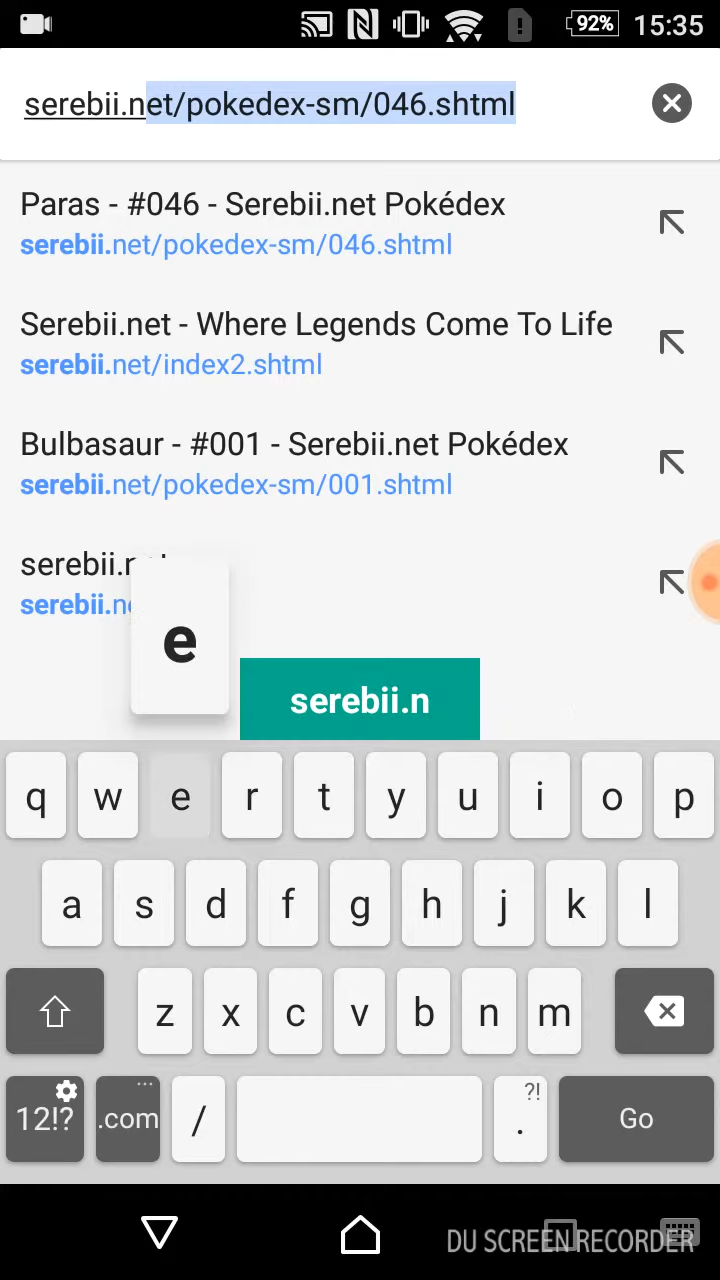 92% 15:35
serebii.net/pokedex-sm/046.shtml
Paras - #046 - Serebii.net Pokédex
serebii.net/pokedex-sm/046.shtml
Serebii.net - Where Legends Come To Life
serebii.net/index2.shtml
Bulbasaur - #001 - Serebii.net Pokédex
serebii.net/pokedex-sm/001.shtml
e
serebii.n
q w e r t y u i o p
a s d f g h j k l
z x c v b n m
12!? .com / ?! . Go
DU SCREEN RECORDER